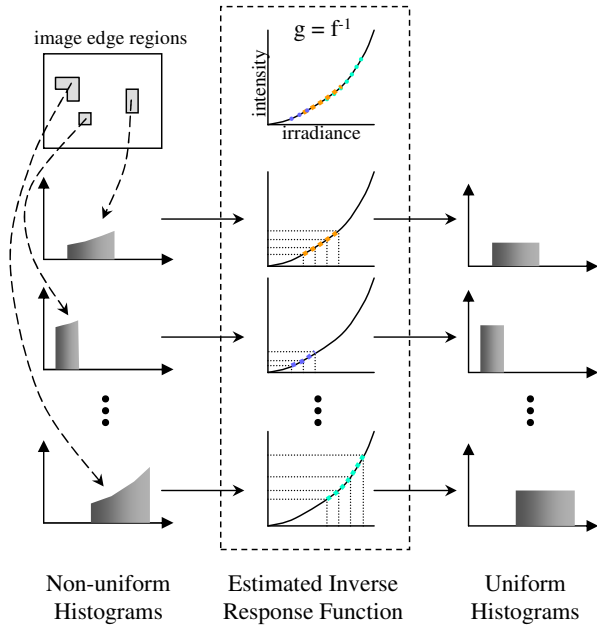 image edge regions
g = f⁻¹
intensity
irradiance
Non-uniform
Histograms
Estimated Inverse
Response Function
Uniform
Histograms